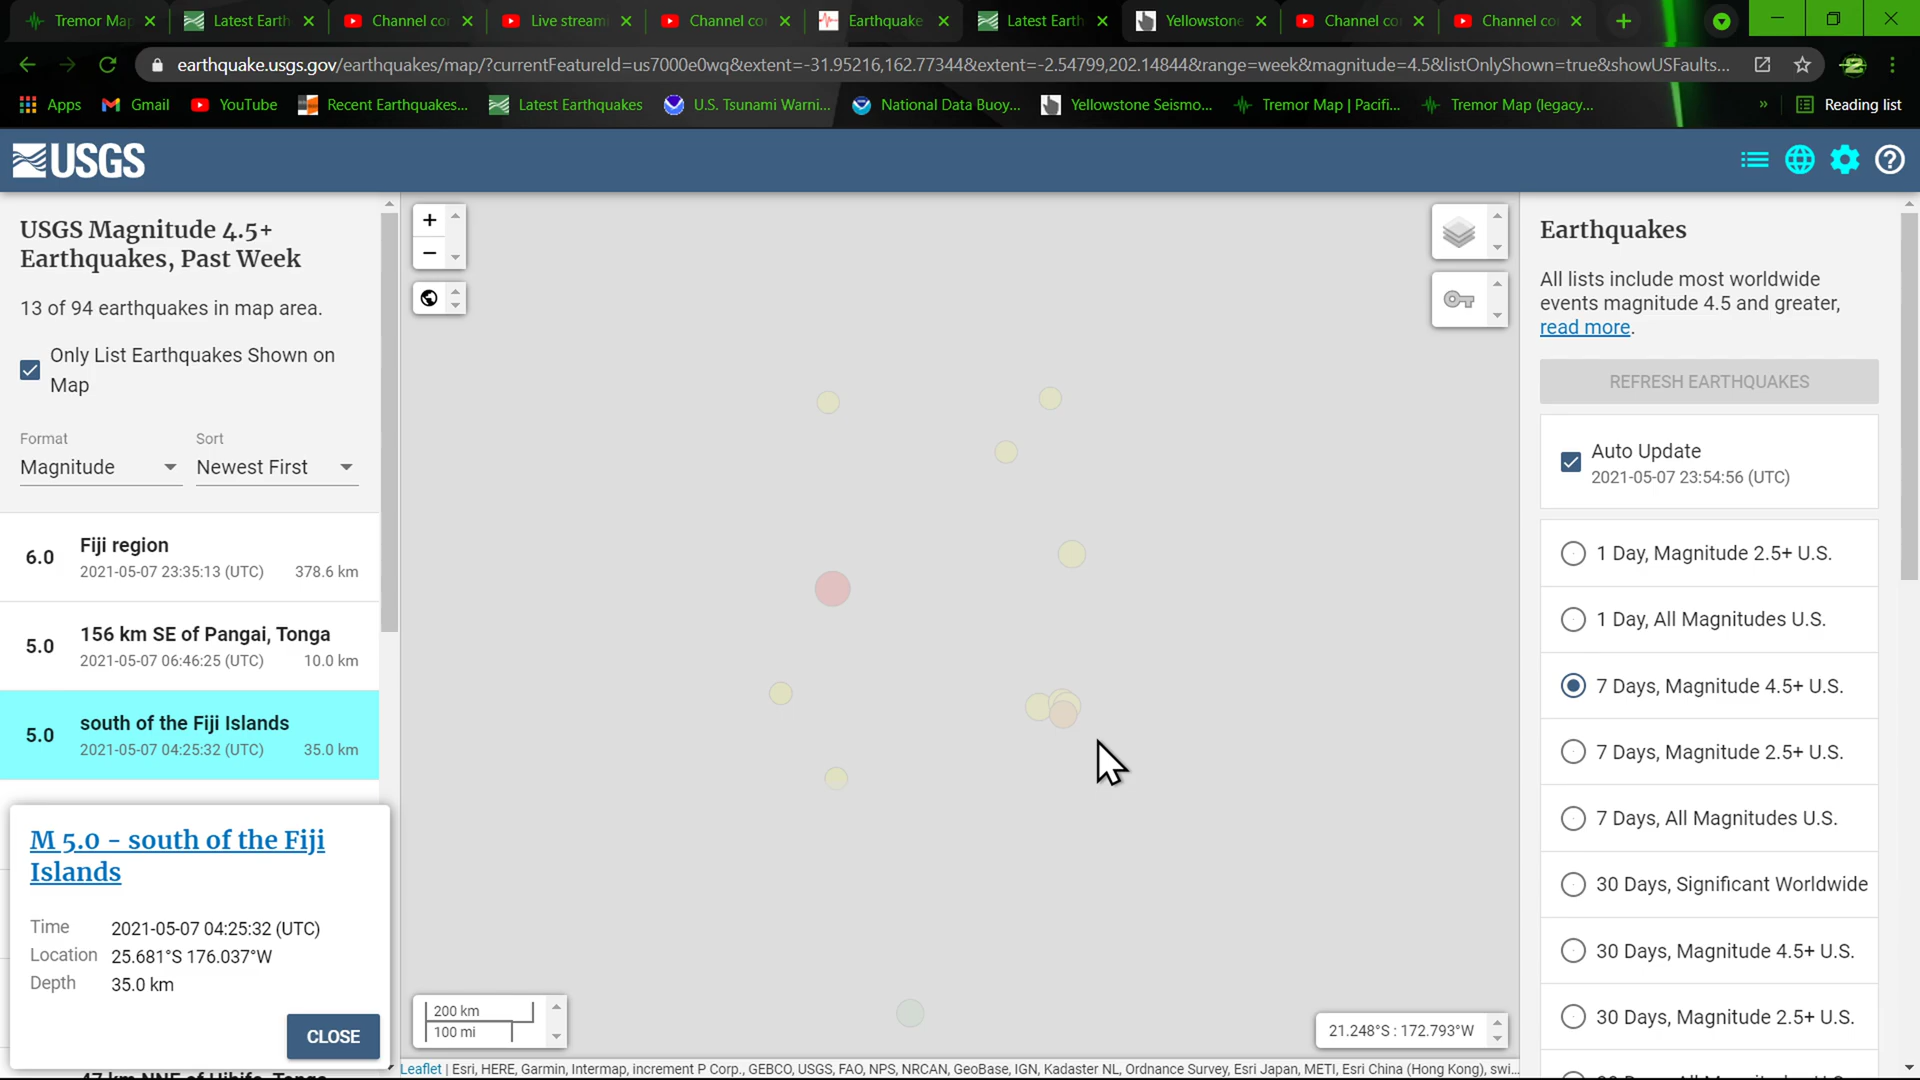 Tremor Map
Latest Earth
Channel co
Live stream
Channel co
Earthquake
Latest Earth
Yellowstone
Channel co
Channel co
earthquake.usgs.gov/earthquakes/map/?currentFeatureId=us7000e0wq&extent=-31.95216,162.77344&extent=-2.54799,202.14844&range=week&magnitude=4.5&listOnlyShown=true&showUSFaults...
Apps
Gmail
YouTube
Recent Earthquakes...
Latest Earthquakes
U.S. Tsunami Warni...
National Data Buoy...
Yellowstone Seismo...
Tremor Map | Pacifi...
Tremor Map (legacy...
»
Reading list
USGS
USGS Magnitude 4.5+
Earthquakes, Past Week
13 of 94 earthquakes in map area.
Only List Earthquakes Shown on
Map
Format
Sort
Magnitude
Newest First
6.0
Fiji region
2021-05-07 23:35:13 (UTC)
378.6 km
5.0
156 km SE of Pangai, Tonga
2021-05-07 06:46:25 (UTC)
10.0 km
5.0
south of the Fiji Islands
2021-05-07 04:25:32 (UTC)
35.0 km
M 5.0 - south of the Fiji
Islands
Time 2021-05-07 04:25:32 (UTC)
Location 25.681°S 176.037°W
Depth 35.0 km
CLOSE
47 km NNE of Hihifo, Tonga
+
−
200 km
100 mi
21.248°S : 172.793°W
Leaflet | Esri, HERE, Garmin, Intermap, increment P Corp., GEBCO, USGS, FAO, NPS, NRCAN, GeoBase, IGN, Kadaster NL, Ordnance Survey, Esri Japan, METI, Esri China (Hong Kong), swi...
Earthquakes
All lists include most worldwide
events magnitude 4.5 and greater,
read more.
REFRESH EARTHQUAKES
Auto Update
2021-05-07 23:54:56 (UTC)
1 Day, Magnitude 2.5+ U.S.
1 Day, All Magnitudes U.S.
7 Days, Magnitude 4.5+ U.S.
7 Days, Magnitude 2.5+ U.S.
7 Days, All Magnitudes U.S.
30 Days, Significant Worldwide
30 Days, Magnitude 4.5+ U.S.
30 Days, Magnitude 2.5+ U.S.